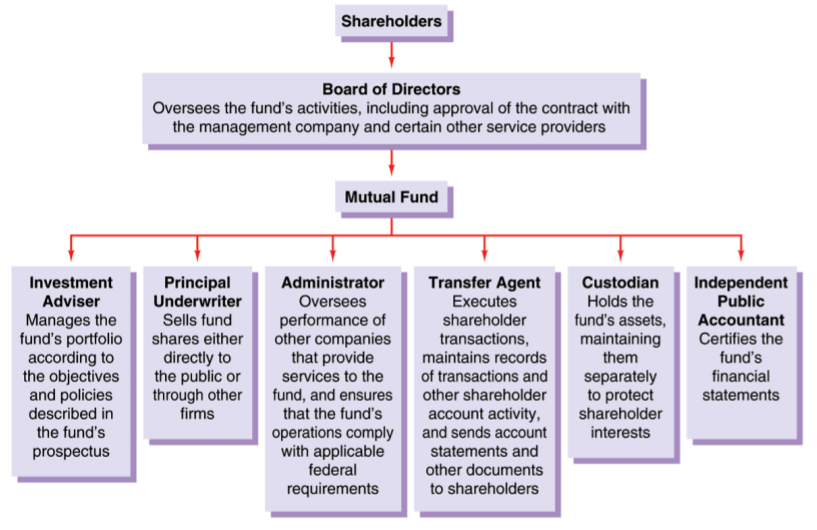 Shareholders
Board of Directors
Oversees the fund's activities, including approval of the contract with
the management company and certain other service providers
Mutual Fund
Investment
Adviser
Manages the
fund's portfolio
according to
the objectives
and policies
described in
the fund's
prospectus
Principal
Underwriter
Sells fund
shares either
directly to
the public or
through other
firms
Administrator
Oversees
performance of
other companies
that provide
services to the
fund, and ensures
that the fund's
operations comply
with applicable
federal
requirements
Transfer Agent
Executes
shareholder
transactions,
maintains records
of transactions and
other shareholder
account activity,
and sends account
statements and
other documents
to shareholders
Custodian
Holds the
fund's assets,
maintaining
them
separately
to protect
shareholder
interests
Independent
Public
Accountant
Certifies the
fund's
financial
statements